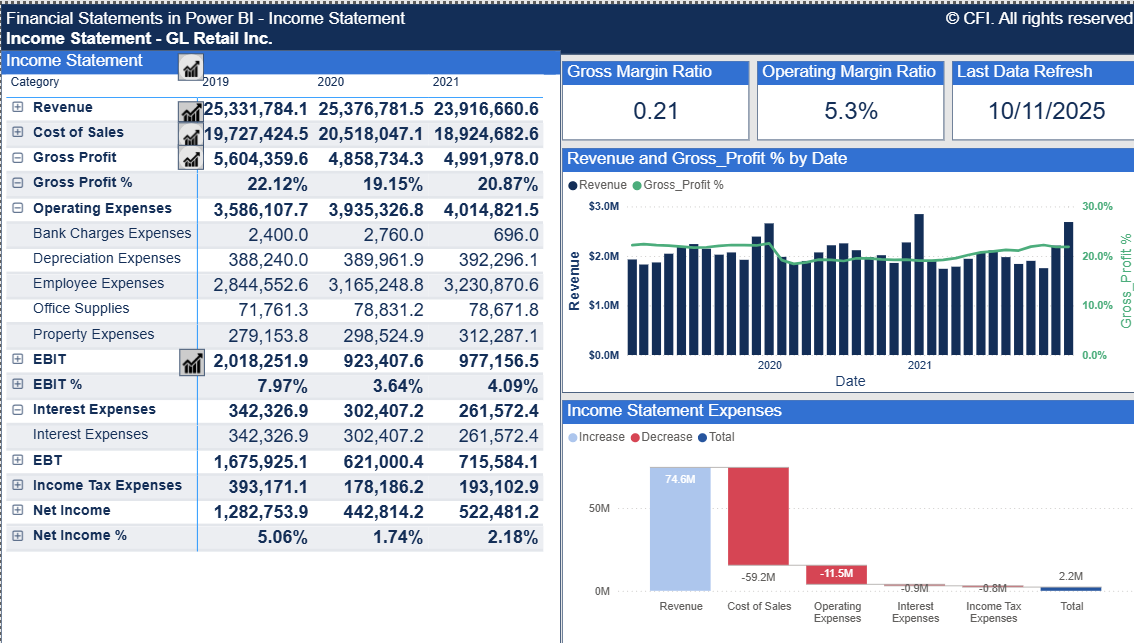 Financial Statements in Power BI - Income Statement
© CFI. All rights reserved
Income Statement - GL Retail Inc.
Income Statement
Category 2019 2020 2021
Revenue 25,331,784.1 25,376,781.5 23,916,660.6
Cost of Sales 19,727,424.5 20,518,047.1 18,924,682.6
Gross Profit 5,604,359.6 4,858,734.3 4,991,978.0
Gross Profit % 22.12% 19.15% 20.87%
Operating Expenses 3,586,107.7 3,935,326.8 4,014,821.5
Bank Charges Expenses 2,400.0 2,760.0 696.0
Depreciation Expenses 388,240.0 389,961.9 392,296.1
Employee Expenses 2,844,552.6 3,165,248.8 3,230,870.6
Office Supplies 71,761.3 78,831.2 78,671.8
Property Expenses 279,153.8 298,524.9 312,287.1
EBIT 2,018,251.9 923,407.6 977,156.5
EBIT % 7.97% 3.64% 4.09%
Interest Expenses 342,326.9 302,407.2 261,572.4
Interest Expenses 342,326.9 302,407.2 261,572.4
EBT 1,675,925.1 621,000.4 715,584.1
Income Tax Expenses 393,171.1 178,186.2 193,102.9
Net Income 1,282,753.9 442,814.2 522,481.2
Net Income % 5.06% 1.74% 2.18%
Gross Margin Ratio
0.21
Operating Margin Ratio
5.3%
Last Data Refresh
10/11/2025
Revenue and Gross_Profit % by Date
Revenue Gross_Profit %
$3.0M
$2.0M
$1.0M
$0.0M
Revenue
30.0%
20.0%
10.0%
0.0%
Gross_Profit %
2020 2021
Date
Income Statement Expenses
Increase Decrease Total
50M
0M
74.6M
-59.2M
-11.5M
-0.9M
-0.8M
2.2M
Revenue
Cost of Sales
Operating
Expenses
Interest
Expenses
Income Tax
Expenses
Total